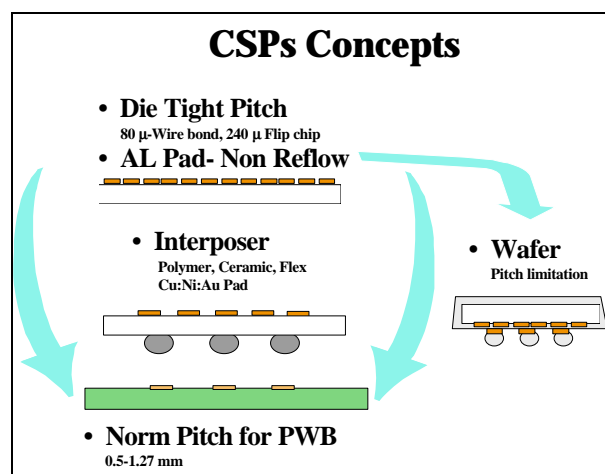 CSPs Concepts
• Die Tight Pitch
80 μ-Wire bond, 240 μ Flip chip
• AL Pad- Non Reflow
• Interposer
Polymer, Ceramic, Flex
Cu:Ni:Au Pad
• Wafer
Pitch limitation
• Norm Pitch for PWB
0.5-1.27 mm